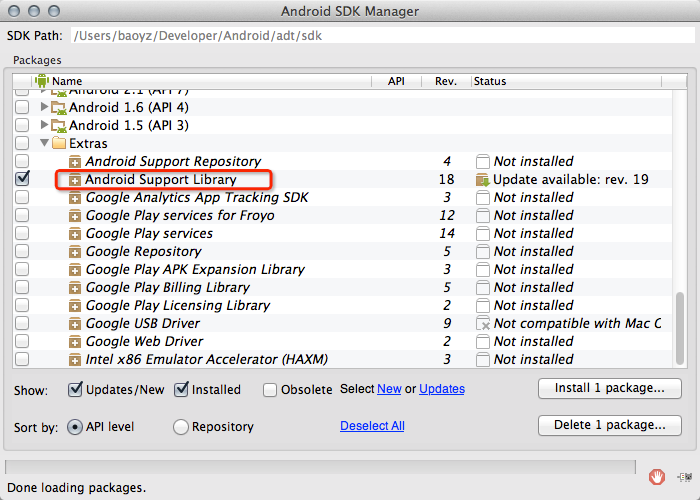 Android SDK Manager
SDK Path: /Users/baoyz/Developer/Android/adt/sdk
Packages
Name API Rev. Status
Android 2.1 (API 7)
Android 1.6 (API 4)
Android 1.5 (API 3)
Extras
Android Support Repository 4 Not installed
Android Support Library 18 Update available: rev. 19
Google Analytics App Tracking SDK 3 Not installed
Google Play services for Froyo 12 Not installed
Google Play services 14 Not installed
Google Repository 5 Not installed
Google Play APK Expansion Library 3 Not installed
Google Play Billing Library 5 Not installed
Google Play Licensing Library 2 Not installed
Google USB Driver 9 Not compatible with Mac O
Google Web Driver 2 Not installed
Intel x86 Emulator Accelerator (HAXM) 3 Not installed
Show: Updates/New Installed Obsolete Select New or Updates Install 1 package...
Sort by: API level Repository Deselect All Delete 1 package...
Done loading packages.